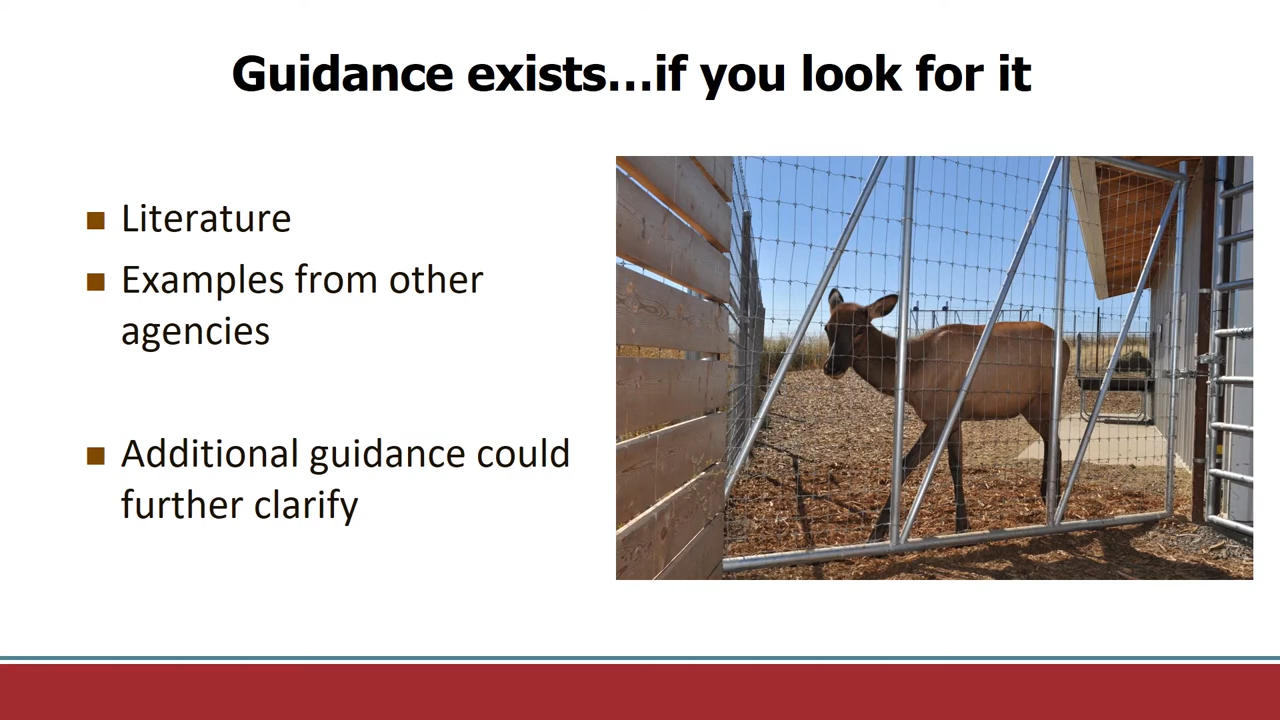 Guidance exists...if you look for it
Literature
Examples from other
agencies
Additional guidance could
further clarify